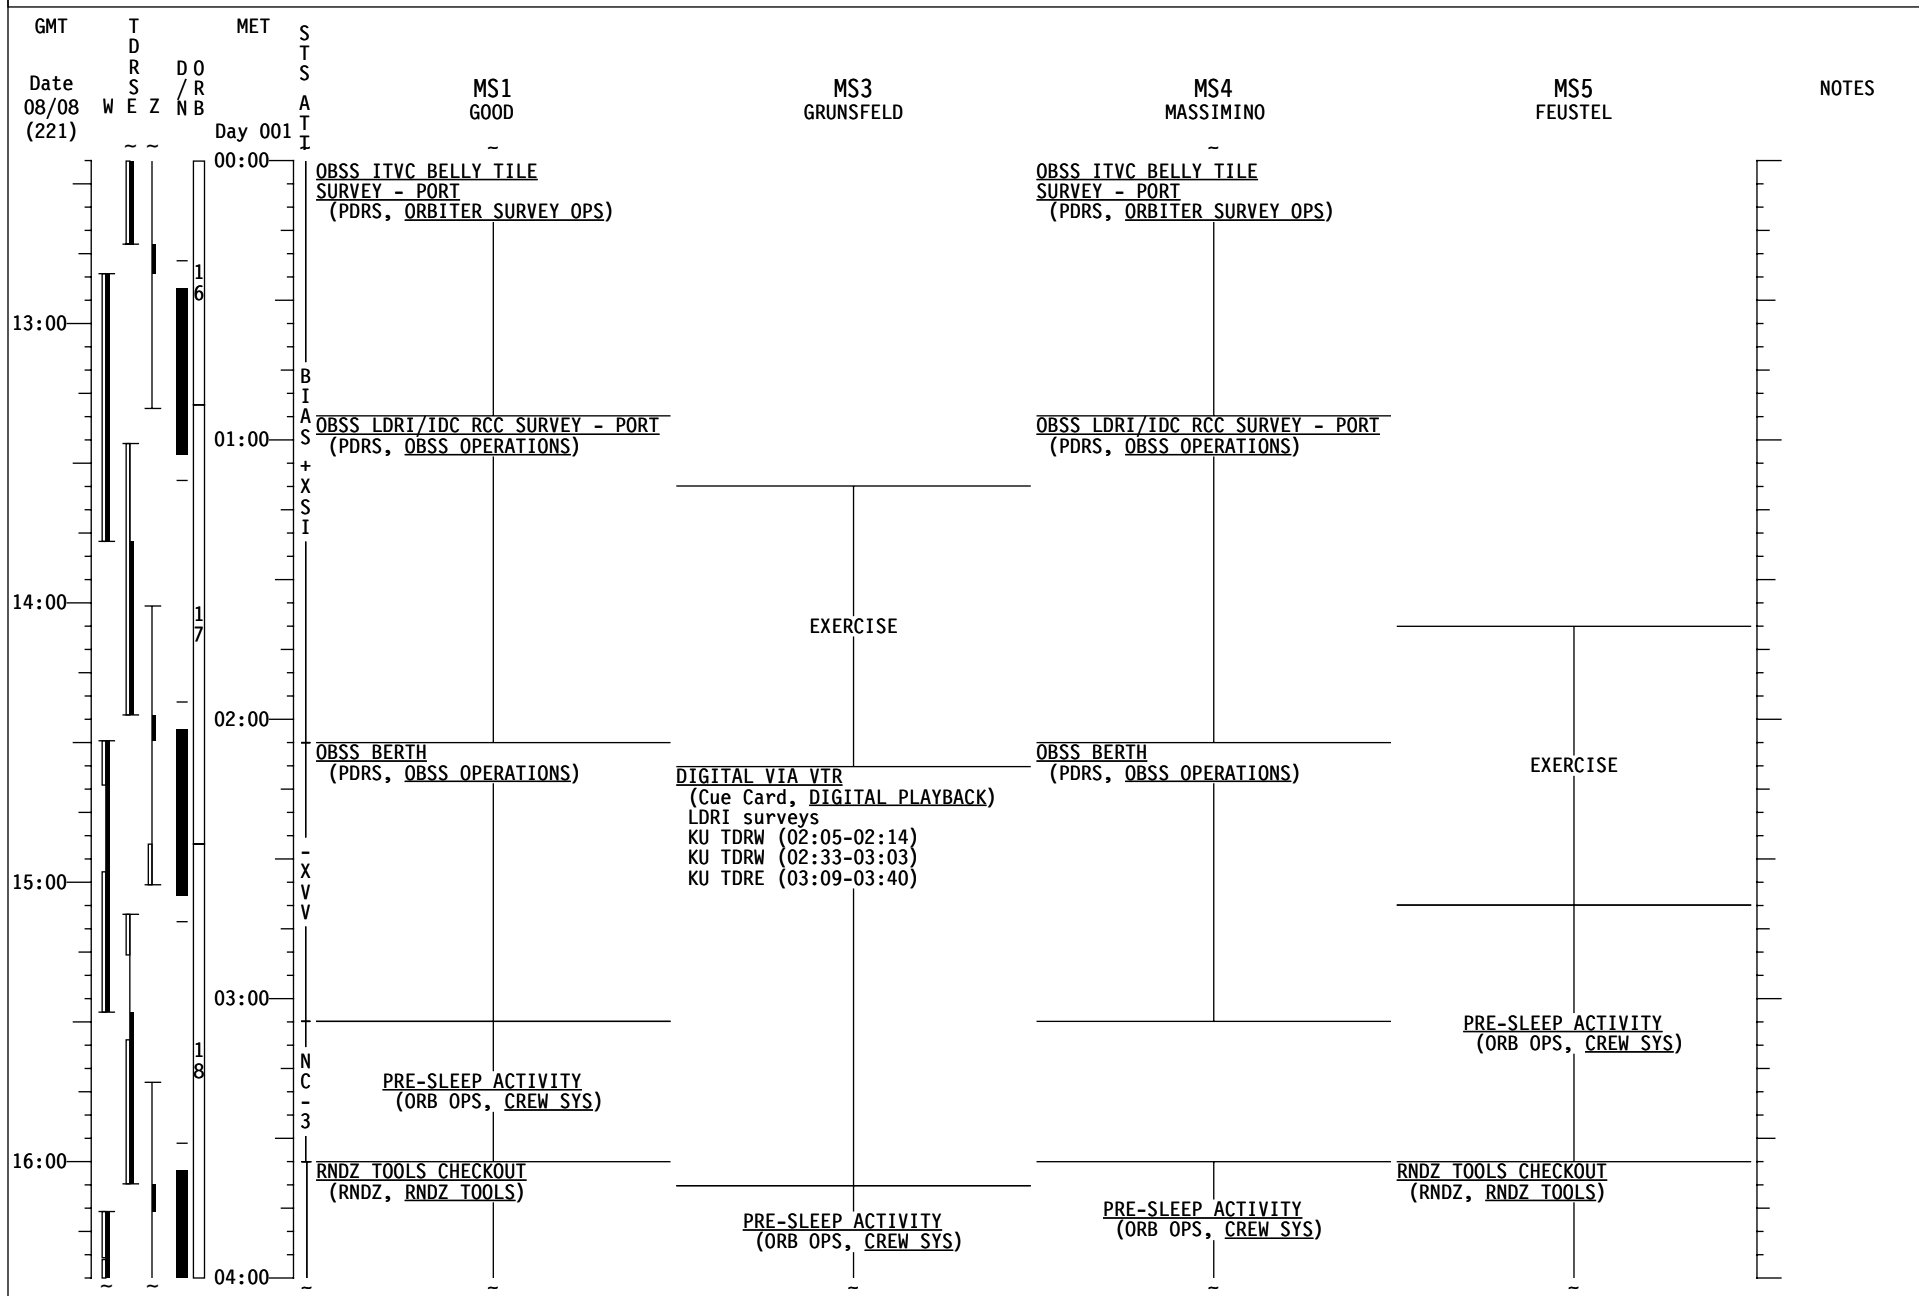 GMT
TDRS
MET
STS ATT
Date
08/08
(221)
W E Z
D/N
ORB
Day 001
MS1
GOOD
MS3
GRUNSFELD
MS4
MASSIMINO
MS5
FEUSTEL
NOTES
~ ~ ~ ~
00:00
OBSS ITVC BELLY TILE
SURVEY - PORT
(PDRS, ORBITER SURVEY OPS)
OBSS ITVC BELLY TILE
SURVEY - PORT
(PDRS, ORBITER SURVEY OPS)
16
13:00
BIAS +XSI
OBSS LDRI/IDC RCC SURVEY - PORT
(PDRS, OBSS OPERATIONS)
OBSS LDRI/IDC RCC SURVEY - PORT
(PDRS, OBSS OPERATIONS)
01:00
14:00
17
EXERCISE
02:00
OBSS BERTH
(PDRS, OBSS OPERATIONS)
DIGITAL VIA VTR
(Cue Card, DIGITAL PLAYBACK)
LDRI surveys
KU TDRW (02:05-02:14)
KU TDRW (02:33-03:03)
KU TDRE (03:09-03:40)
OBSS BERTH
(PDRS, OBSS OPERATIONS)
EXERCISE
15:00
-XVV
03:00
PRE-SLEEP ACTIVITY
(ORB OPS, CREW SYS)
18
NC-3
PRE-SLEEP ACTIVITY
(ORB OPS, CREW SYS)
16:00
RNDZ TOOLS CHECKOUT
(RNDZ, RNDZ TOOLS)
PRE-SLEEP ACTIVITY
(ORB OPS, CREW SYS)
PRE-SLEEP ACTIVITY
(ORB OPS, CREW SYS)
RNDZ TOOLS CHECKOUT
(RNDZ, RNDZ TOOLS)
04:00
~ ~ ~ ~ ~ ~ ~